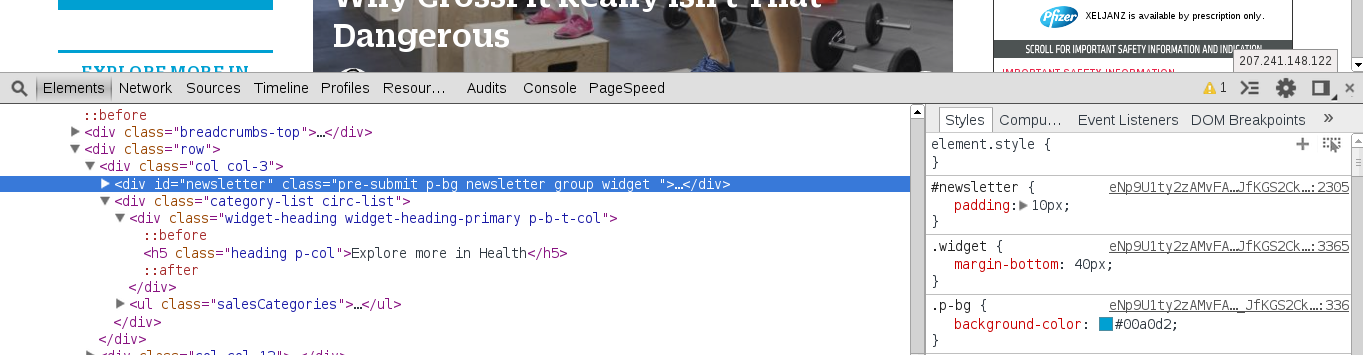 Why CrossFit Really Isn't That
Dangerous
EXPLORE MORE IN
Pfizer XELJANZ is available by prescription only.
SCROLL FOR IMPORTANT SAFETY INFORMATION AND INDICATION
IMPORTANT SAFETY INFORMATION
207.241.148.122
Elements Network Sources Timeline Profiles Resour… Audits Console PageSpeed 1
::before
<div class="breadcrumbs-top">…</div>
<div class="row">
<div class="col col-3">
<div id="newsletter" class="pre-submit p-bg newsletter group widget ">…</div>
<div class="category-list circ-list">
<div class="widget-heading widget-heading-primary p-b-t-col">
::before
<h5 class="heading p-col">Explore more in Health</h5>
::after
</div>
<ul class="salesCategories">…</ul>
</div>
</div>
<div class="col col-13">…</div>
Styles Compu… Event Listeners DOM Breakpoints »
element.style {
}
#newsletter { eNp9U1ty2zAMvFA…JfKGS2Ck…:2305
padding: 10px;
}
.widget { eNp9U1ty2zAMvFA…JfKGS2Ck…:3365
margin-bottom: 40px;
}
.p-bg { eNp9U1ty2zAMvFA…_JfKGS2Ck…:336
background-color: #00a0d2;
}